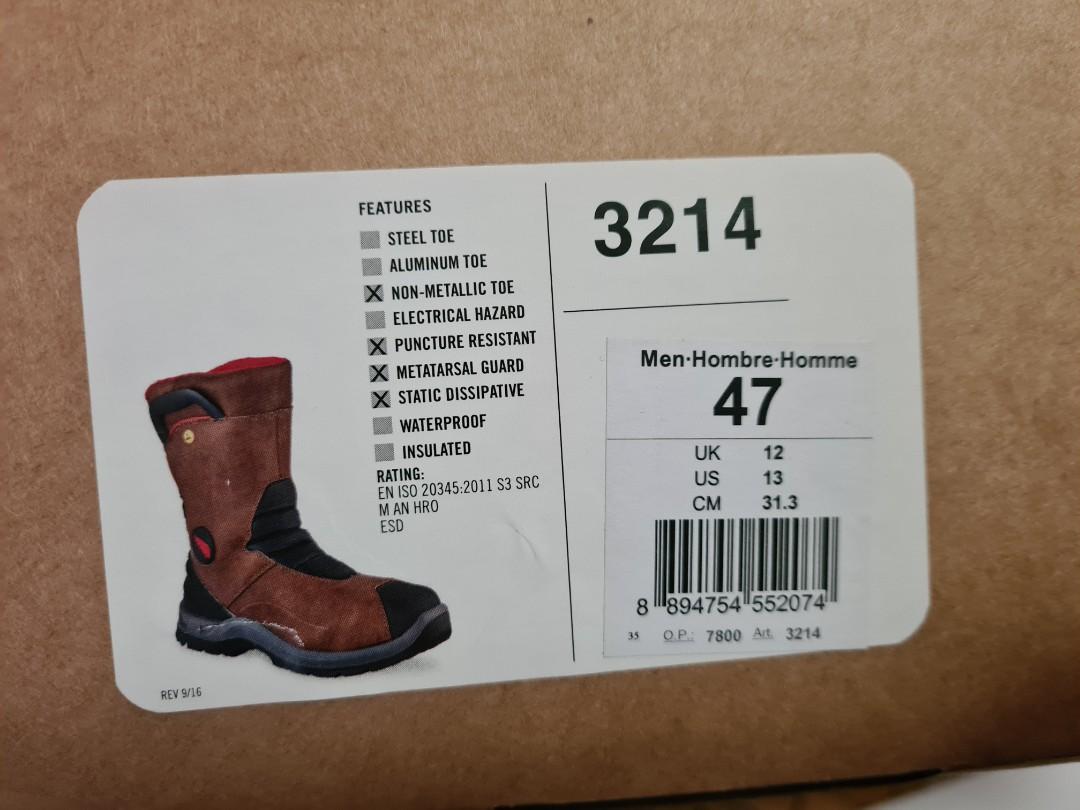 FEATURES
STEEL TOE
ALUMINUM TOE
NON-METALLIC TOE
ELECTRICAL HAZARD
PUNCTURE RESISTANT
METATARSAL GUARD
STATIC DISSIPATIVE
WATERPROOF
INSULATED
RATING:
EN ISO 20345:2011 S3 SRC
M AN HRO
ESD
REV 9/16
3214
Men·Hombre·Homme
47
UK 12
US 13
CM 31.3
8 894754 552074
35 O.P.: 7800 Art. 3214